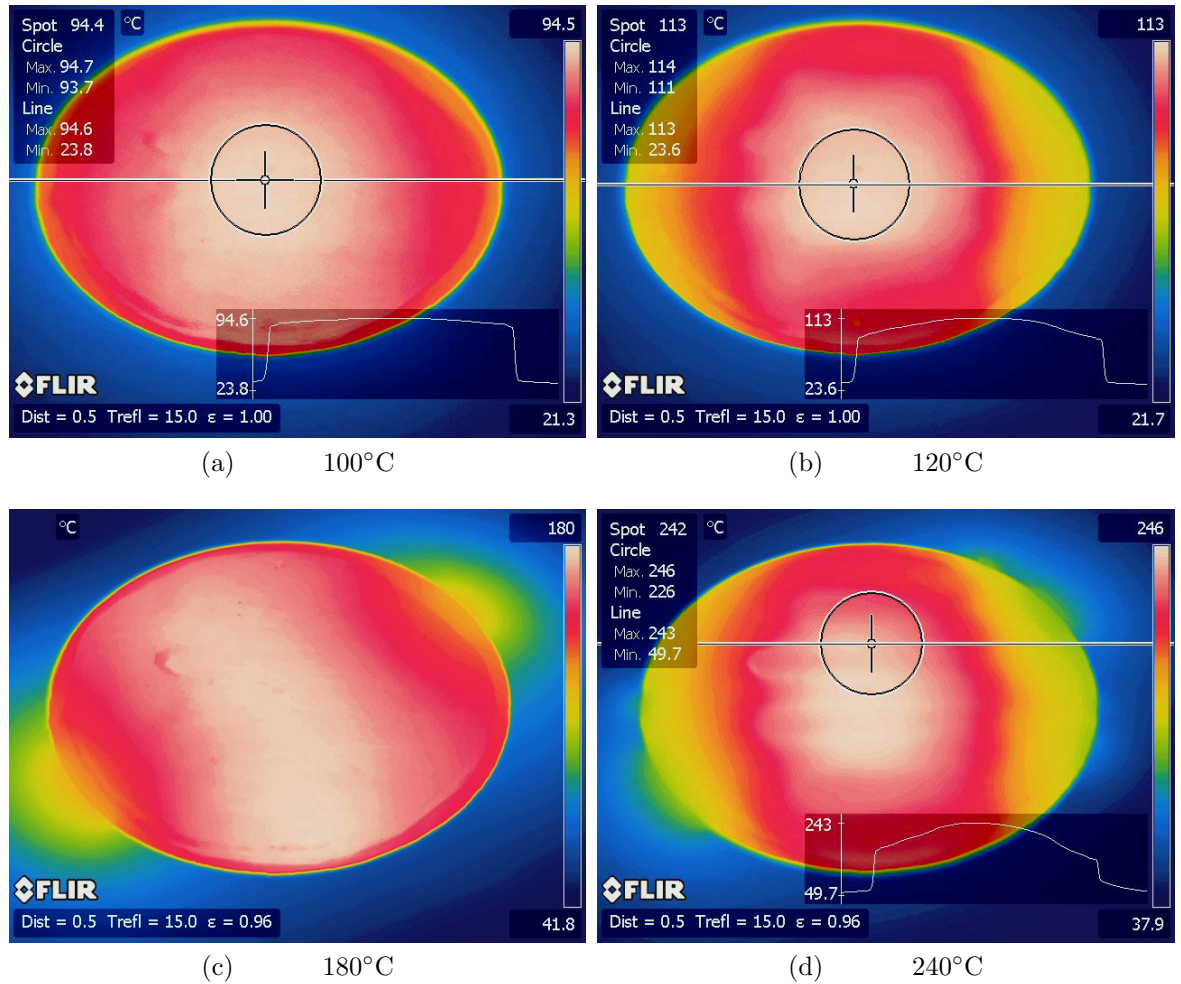 Spot 94.4 °C
Circle
Max. 94.7
Min. 93.7
Line
Max. 94.6
Min. 23.8
94.5
94.6
23.8
FLIR
Dist = 0.5 Trefl = 15.0 ε = 1.00
21.3
(a) 100°C
Spot 113 °C
Circle
Max. 114
Min. 111
Line
Max. 113
Min. 23.6
113
113
23.6
FLIR
Dist = 0.5 Trefl = 15.0 ε = 1.00
21.7
(b) 120°C
°C
180
FLIR
Dist = 0.5 Trefl = 15.0 ε = 0.96
41.8
(c) 180°C
Spot 242 °C
Circle
Max. 246
Min. 226
Line
Max. 243
Min. 49.7
246
243
49.7
FLIR
Dist = 0.5 Trefl = 15.0 ε = 0.96
37.9
(d) 240°C